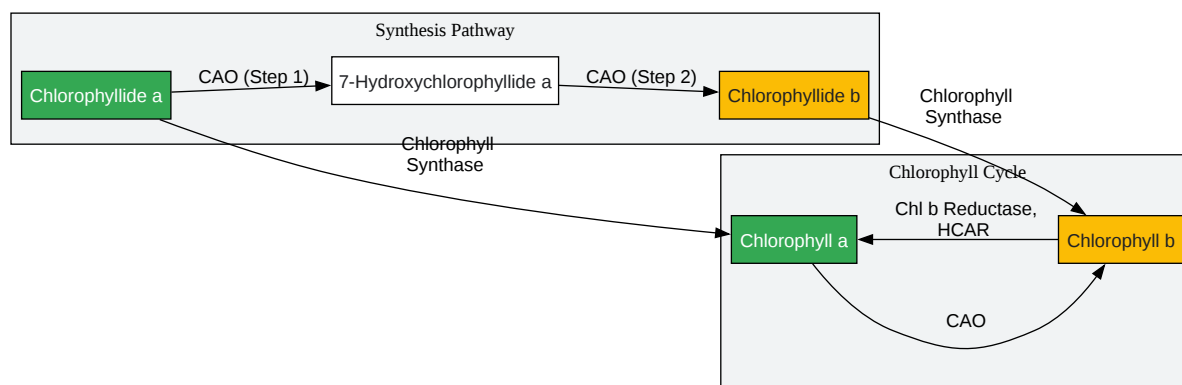 Synthesis Pathway
Chlorophyllide a
CAO (Step 1)
7-Hydroxychlorophyllide a
CAO (Step 2)
Chlorophyllide b
Chlorophyll
Synthase
Chlorophyll
Synthase
Chlorophyll Cycle
Chlorophyll a
Chl b Reductase,
HCAR
Chlorophyll b
CAO